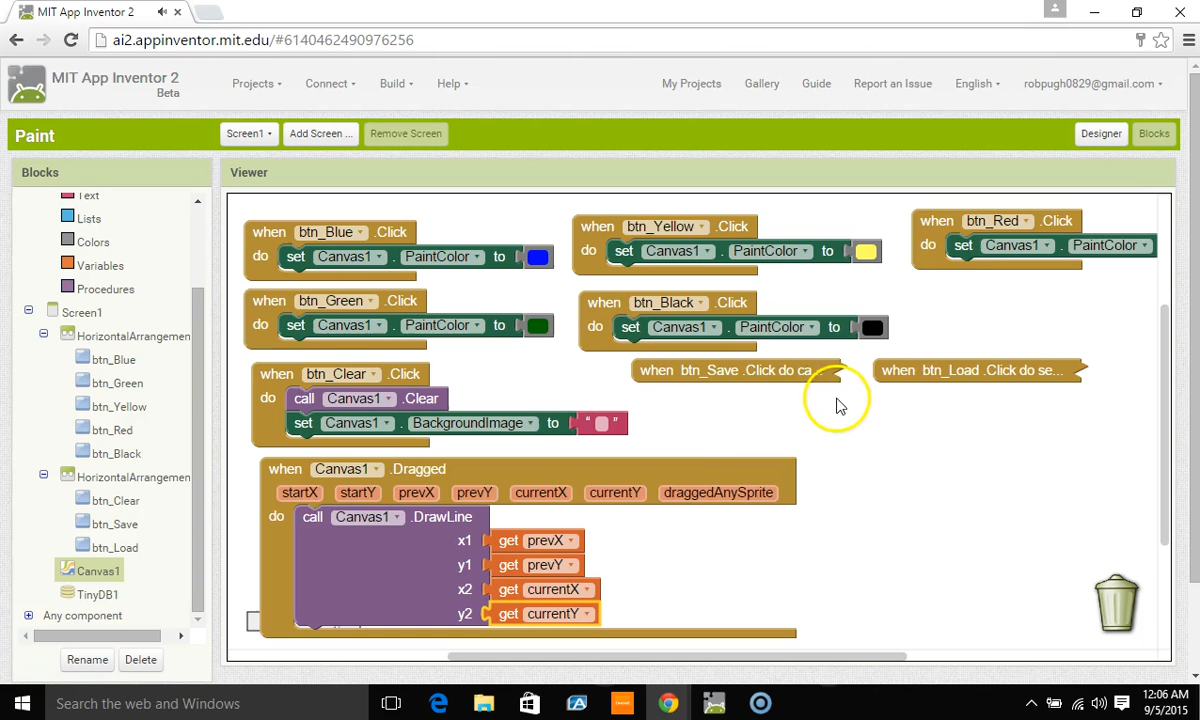 MIT App Inventor 2
ai2.appinventor.mit.edu/#6140462490976256
MIT App Inventor 2
Beta
Projects
Connect
Build
Help
My Projects
Gallery
Guide
Report an Issue
English
robpugh0829@gmail.com
Paint
Screen1
Add Screen ...
Remove Screen
Designer
Blocks
Blocks
Viewer
Text
Lists
Colors
Variables
Procedures
Screen1
HorizontalArrangemen
btn_Blue
btn_Green
btn_Yellow
btn_Red
btn_Black
HorizontalArrangemen
btn_Clear
btn_Save
btn_Load
Canvas1
TinyDB1
Any component
Rename
Delete
when btn_Blue .Click
do set Canvas1 . PaintColor to
when btn_Yellow .Click
do set Canvas1 . PaintColor to
when btn_Red .Click
do set Canvas1 . PaintColor
when btn_Green .Click
do set Canvas1 . PaintColor to
when btn_Black .Click
do set Canvas1 . PaintColor to
when btn_Clear .Click
do call Canvas1 .Clear
set Canvas1 . BackgroundImage to " "
when btn_Save .Click do ca...
when btn_Load .Click do se...
when Canvas1 .Dragged
startX startY prevX prevY currentX currentY draggedAnySprite
do call Canvas1 .DrawLine
x1 get prevX
y1 get prevY
x2 get currentX
y2 get currentY
Search the web and Windows
12:06 AM
9/5/2015